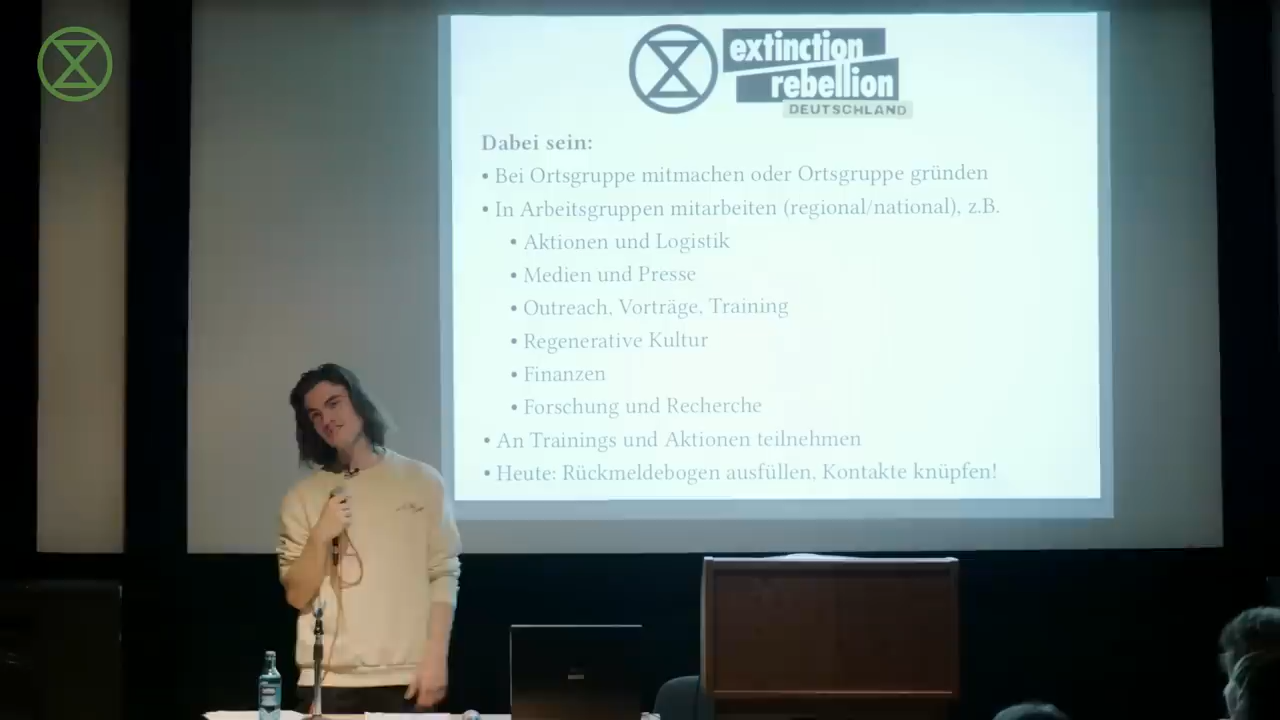 extinction
rebellion
DEUTSCHLAND
Dabei sein:
• Bei Ortsgruppe mitmachen oder Ortsgruppe gründen
• In Arbeitsgruppen mitarbeiten (regional/national), z.B.
• Aktionen und Logistik
• Medien und Presse
• Outreach, Vorträge, Training
• Regenerative Kultur
• Finanzen
• Forschung und Recherche
• An Trainings und Aktionen teilnehmen
• Heute: Rückmeldebogen ausfüllen, Kontakte knüpfen!